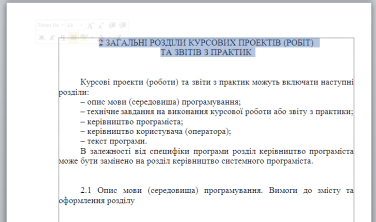 2 ЗАГАЛЬНІ РОЗДІЛИ КУРСОВИХ ПРОЕКТІВ (РОБІТ)
ТА ЗВІТІВ З ПРАКТИК
Курсові проекти (роботи) та звіти з практик можуть включати наступні
розділи:
– опис мови (середовища) програмування;
– технічне завдання на виконання курсової роботи або звіту з практики;
– керівництво програміста;
– керівництво користувача (оператора);
– текст програми.
В залежності від специфіки програми розділ керівництво програміста
може бути замінено на розділ керівництво системного програміста.
2.1 Опис мови (середовища) програмування. Вимоги до змісту та
оформлення розділу